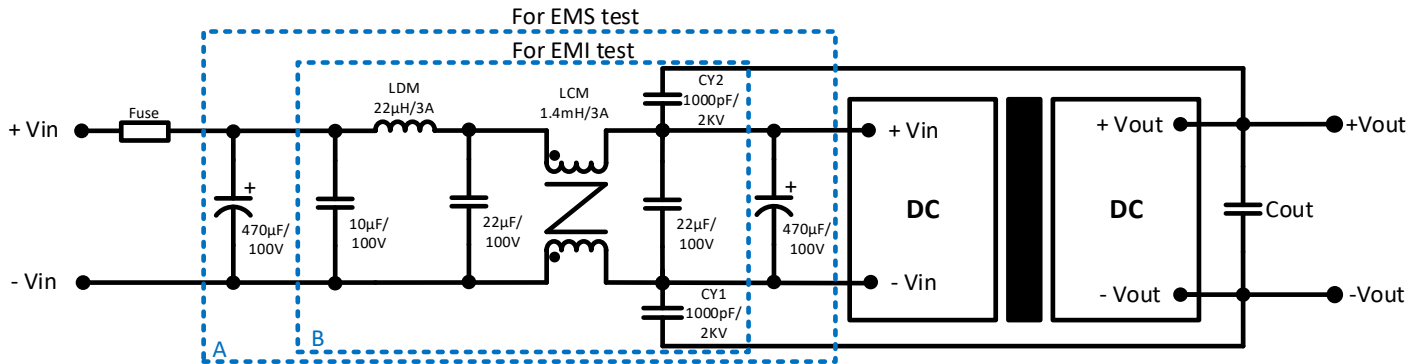 For EMS test
For EMI test
LDM
22µH/3A
LCM
1.4mH/3A
CY2
1000pF/
2KV
Fuse
+ Vin
+ Vin
+ Vout
+Vout
+
470µF/
100V
10µF/
100V
22µF/
100V
22µF/
100V
+
470µF/
100V
DC
DC
Cout
- Vin
- Vin
- Vout
-Vout
CY1
1000pF/
2KV
A
B